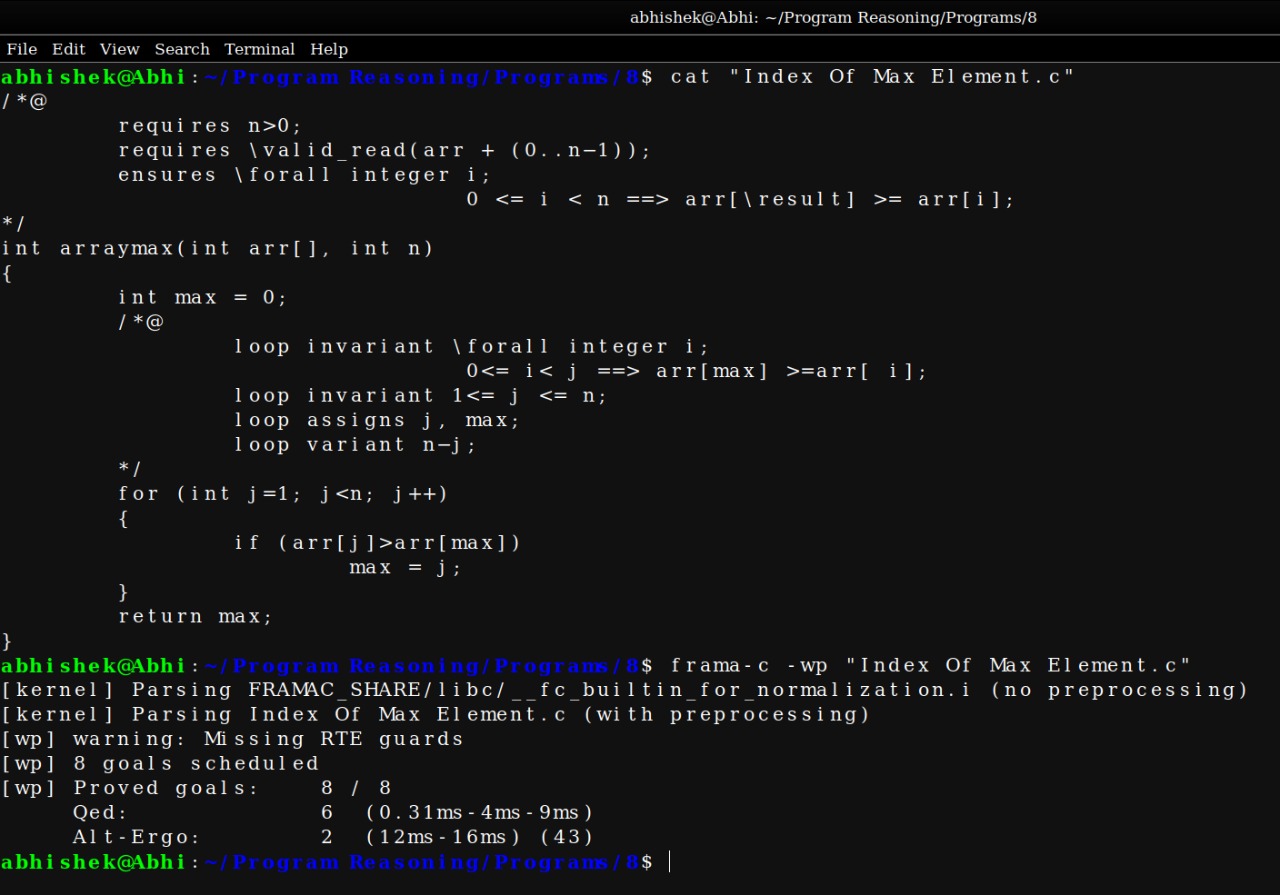 abhishek@Abhi: ~/Program Reasoning/Programs/8
File Edit View Search Terminal Help
abhishek@Abhi:~/Program Reasoning/Programs/8$ cat "Index Of Max Element.c"
/*@
        requires n>0;
        requires \valid_read(arr + (0..n−1));
        ensures \forall integer i;
                                0 <= i < n ==> arr[\result] >= arr[i];
*/
int arraymax(int arr[], int n)
{
        int max = 0;
        /*@
                loop invariant \forall integer i;
                                0<= i< j ==> arr[max] >=arr[ i];
                loop invariant 1<= j <= n;
                loop assigns j, max;
                loop variant n−j;
        */
        for (int j=1; j<n; j++)
        {
                if (arr[j]>arr[max])
                        max = j;
        }
        return max;
}
abhishek@Abhi:~/Program Reasoning/Programs/8$ frama-c -wp "Index Of Max Element.c"
[kernel] Parsing FRAMAC_SHARE/libc/__fc_builtin_for_normalization.i (no preprocessing)
[kernel] Parsing Index Of Max Element.c (with preprocessing)
[wp] warning: Missing RTE guards
[wp] 8 goals scheduled
[wp] Proved goals:    8 / 8
     Qed:             6  (0.31ms-4ms-9ms)
     Alt-Ergo:        2  (12ms-16ms) (43)
abhishek@Abhi:~/Program Reasoning/Programs/8$